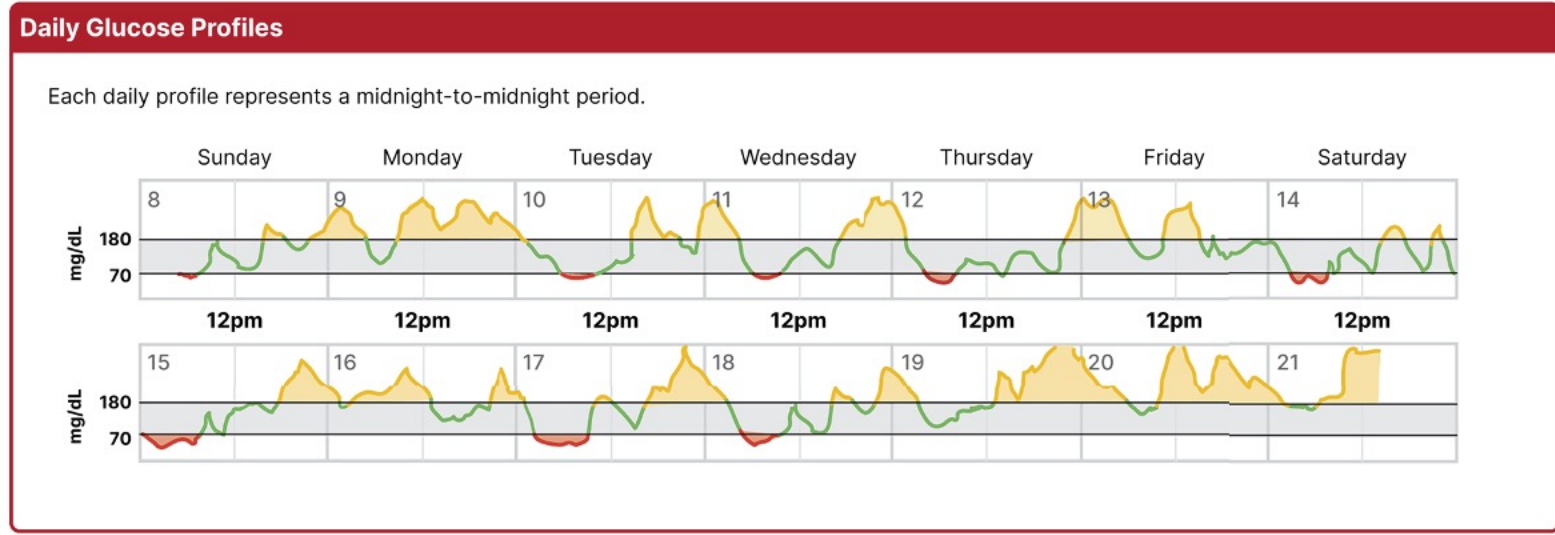 Daily Glucose Profiles
Each daily profile represents a midnight-to-midnight period.
Sunday Monday Tuesday Wednesday Thursday Friday Saturday
8 9 10 11 12 13 14
mg/dL
180
70
12pm 12pm 12pm 12pm 12pm 12pm 12pm
15 16 17 18 19 20 21
mg/dL
180
70